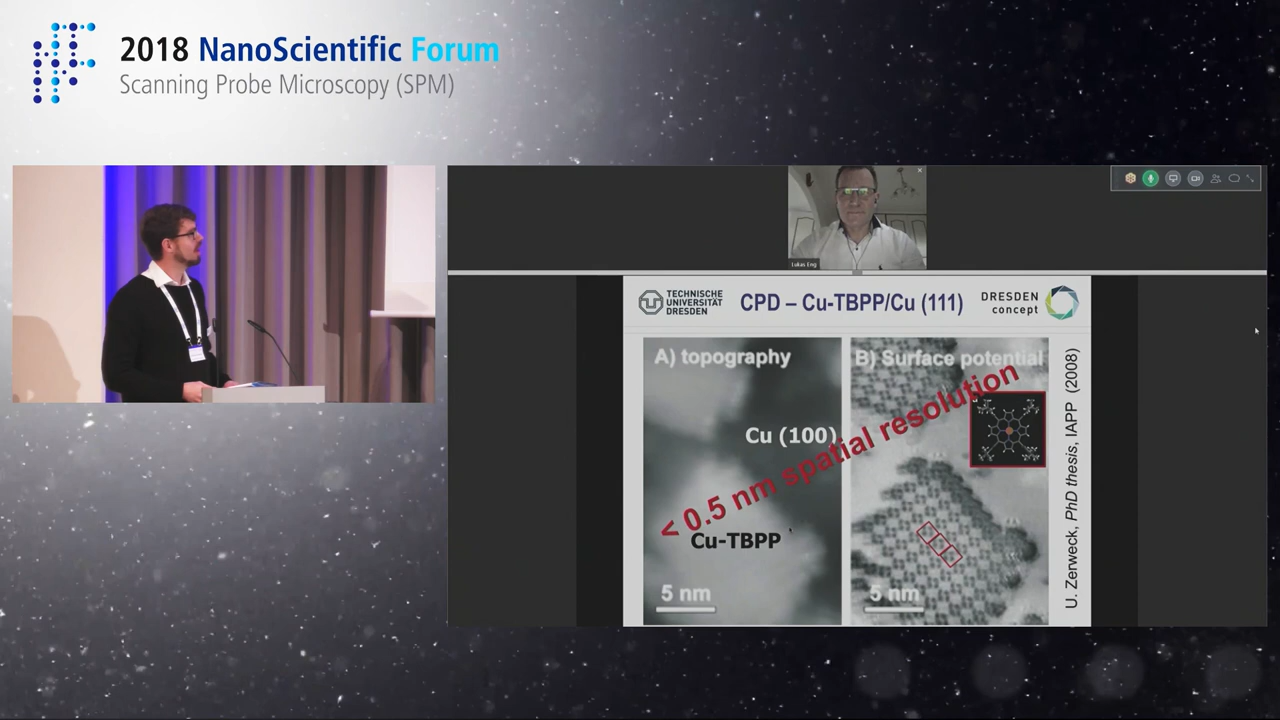 2018 NanoScientific Forum
Scanning Probe Microscopy (SPM)
Lukas Eng
TECHNISCHE
UNIVERSITÄT
DRESDEN
CPD – Cu-TBPP/Cu (111)
DRESDEN
concept
A) topography
B) Surface potential
Cu (100)
< 0.5 nm spatial resolution
Cu-TBPP
5 nm
5 nm
U. Zerweck, PhD thesis, IAPP (2008)